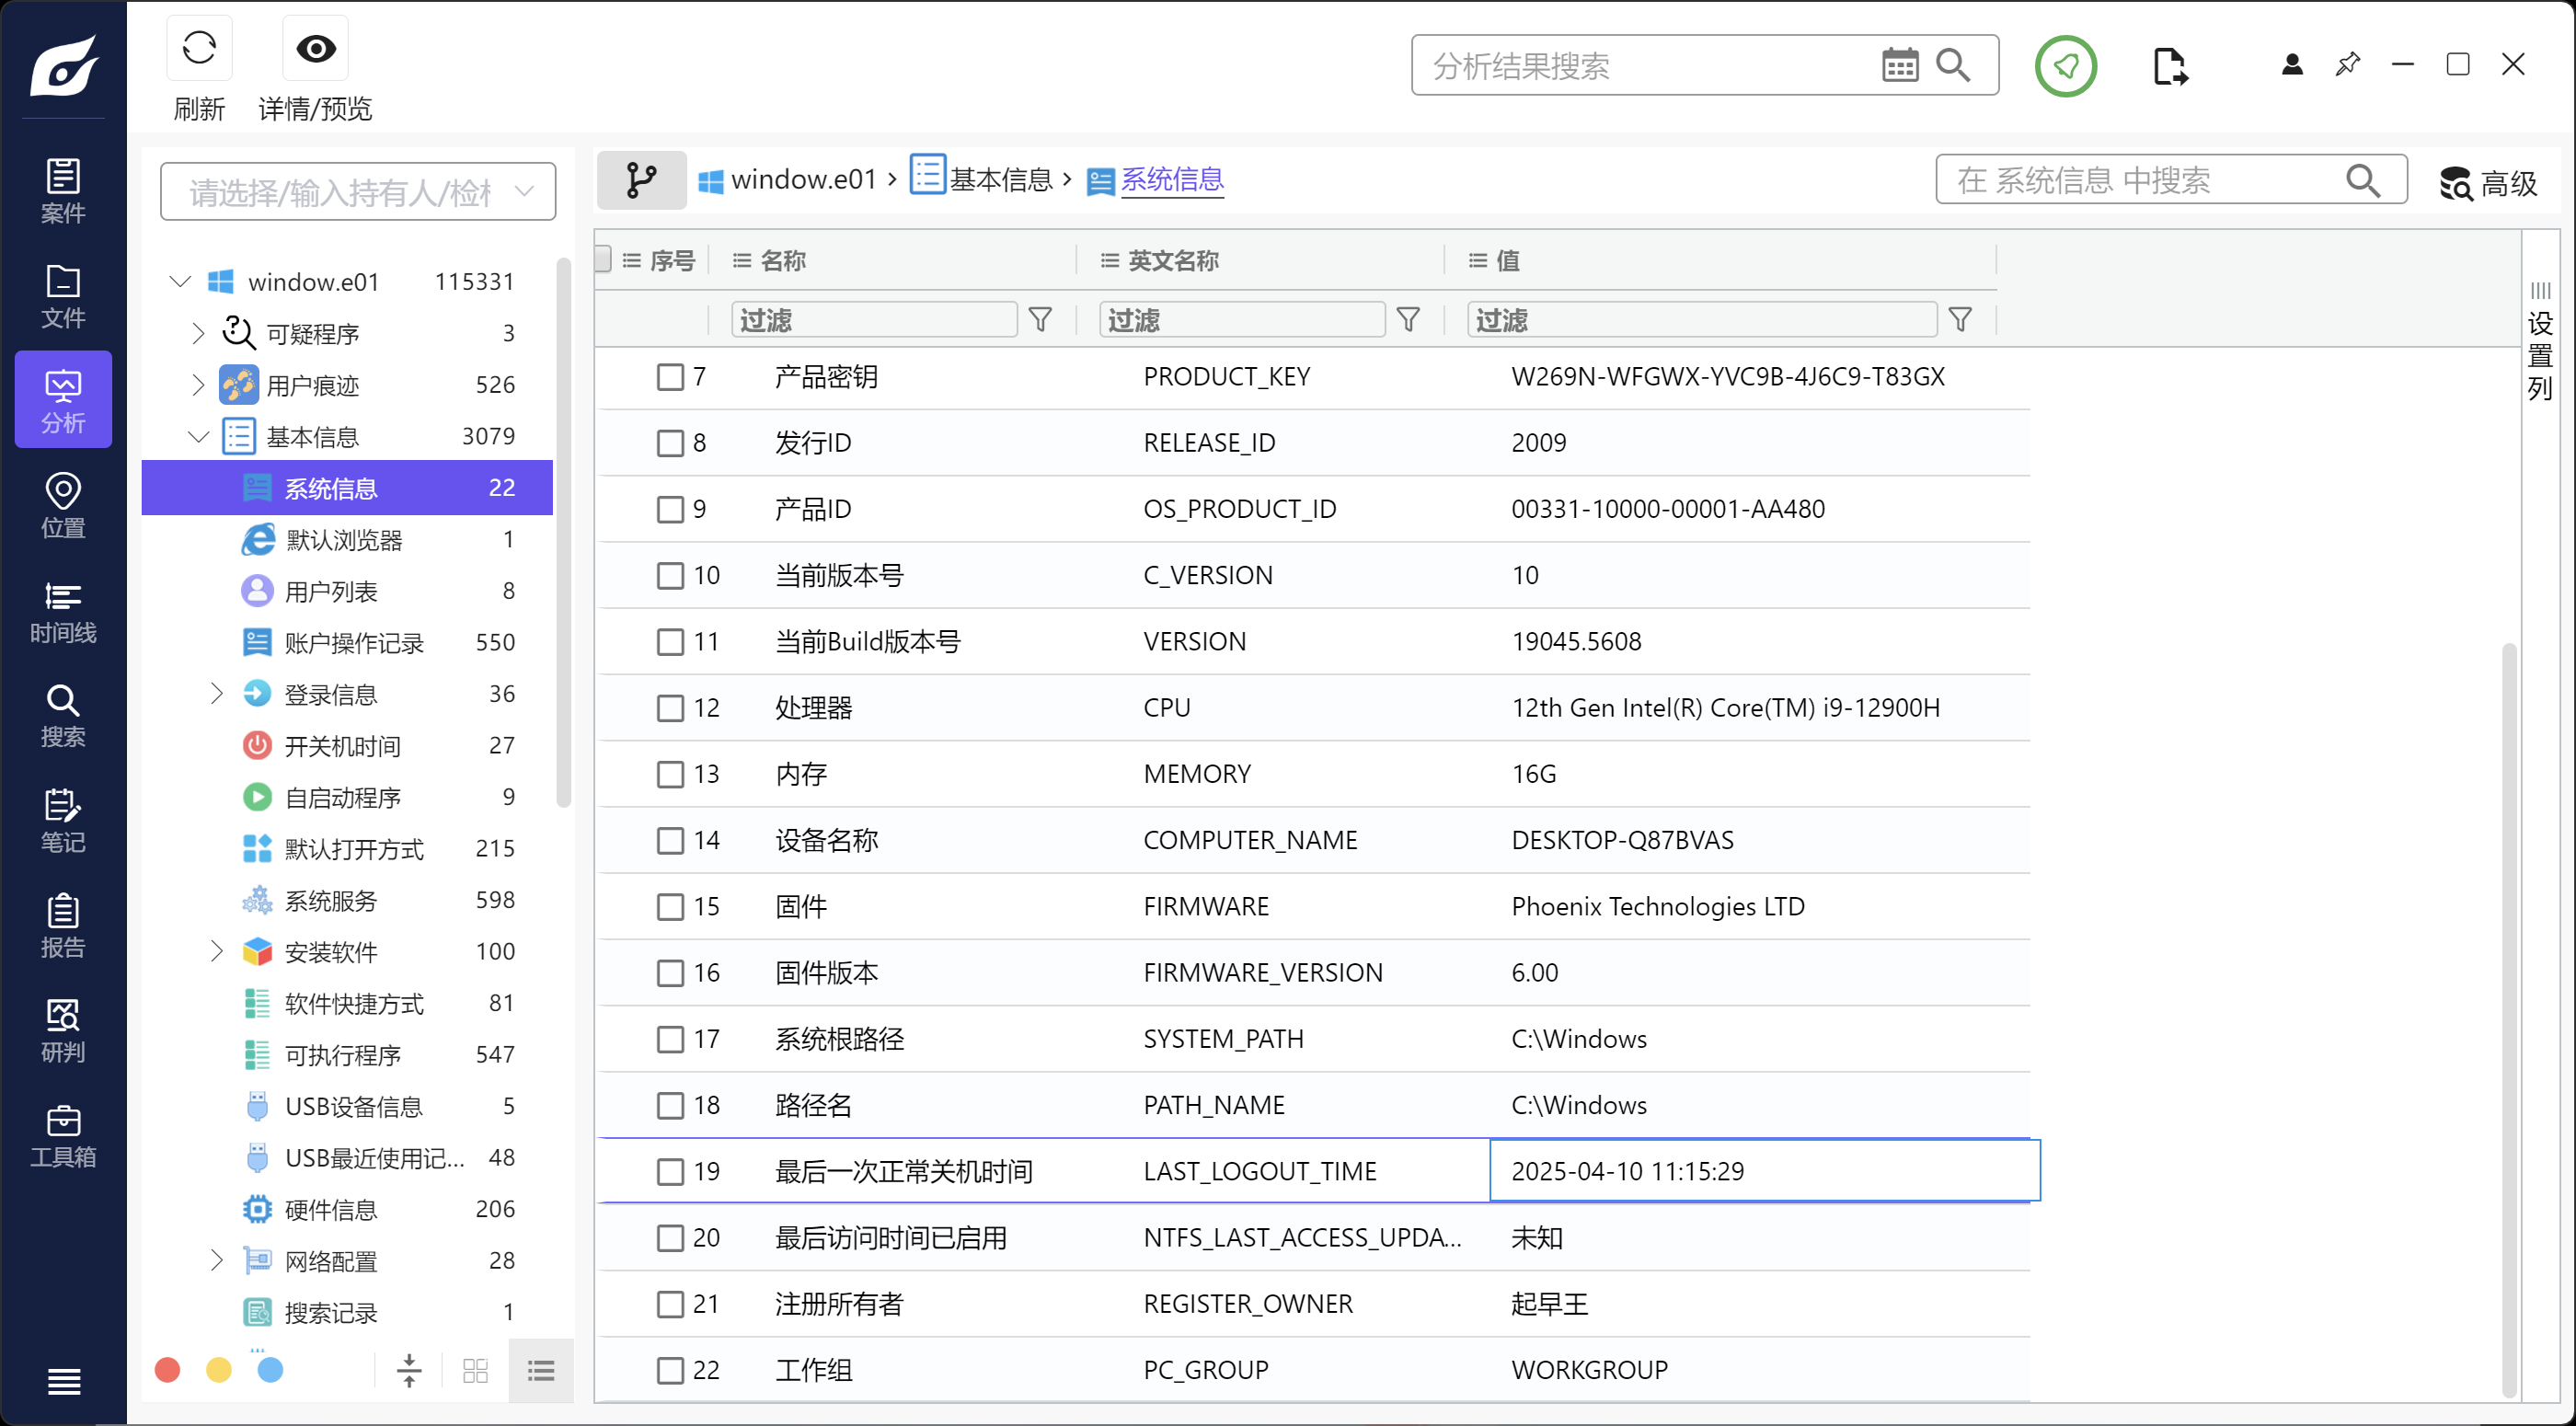 刷新
详情/预览
分析结果搜索
案件
文件
分析
位置
时间线
搜索
笔记
报告
研判
工具箱
请选择/输入持有人/检材
window.e01 115331
可疑程序 3
用户痕迹 526
基本信息 3079
系统信息 22
默认浏览器 1
用户列表 8
账户操作记录 550
登录信息 36
开关机时间 27
自启动程序 9
默认打开方式 215
系统服务 598
安装软件 100
软件快捷方式 81
可执行程序 547
USB设备信息 5
USB最近使用记... 48
硬件信息 206
网络配置 28
搜索记录 1
window.e01 › 基本信息 › 系统信息
在 系统信息 中搜索
高级
序号 名称 英文名称 值
过滤 过滤 过滤
7 产品密钥 PRODUCT_KEY W269N-WFGWX-YVC9B-4J6C9-T83GX
8 发行ID RELEASE_ID 2009
9 产品ID OS_PRODUCT_ID 00331-10000-00001-AA480
10 当前版本号 C_VERSION 10
11 当前Build版本号 VERSION 19045.5608
12 处理器 CPU 12th Gen Intel(R) Core(TM) i9-12900H
13 内存 MEMORY 16G
14 设备名称 COMPUTER_NAME DESKTOP-Q87BVAS
15 固件 FIRMWARE Phoenix Technologies LTD
16 固件版本 FIRMWARE_VERSION 6.00
17 系统根路径 SYSTEM_PATH C:\Windows
18 路径名 PATH_NAME C:\Windows
19 最后一次正常关机时间 LAST_LOGOUT_TIME 2025-04-10 11:15:29
20 最后访问时间已启用 NTFS_LAST_ACCESS_UPDA... 未知
21 注册所有者 REGISTER_OWNER 起早王
22 工作组 PC_GROUP WORKGROUP
设置列